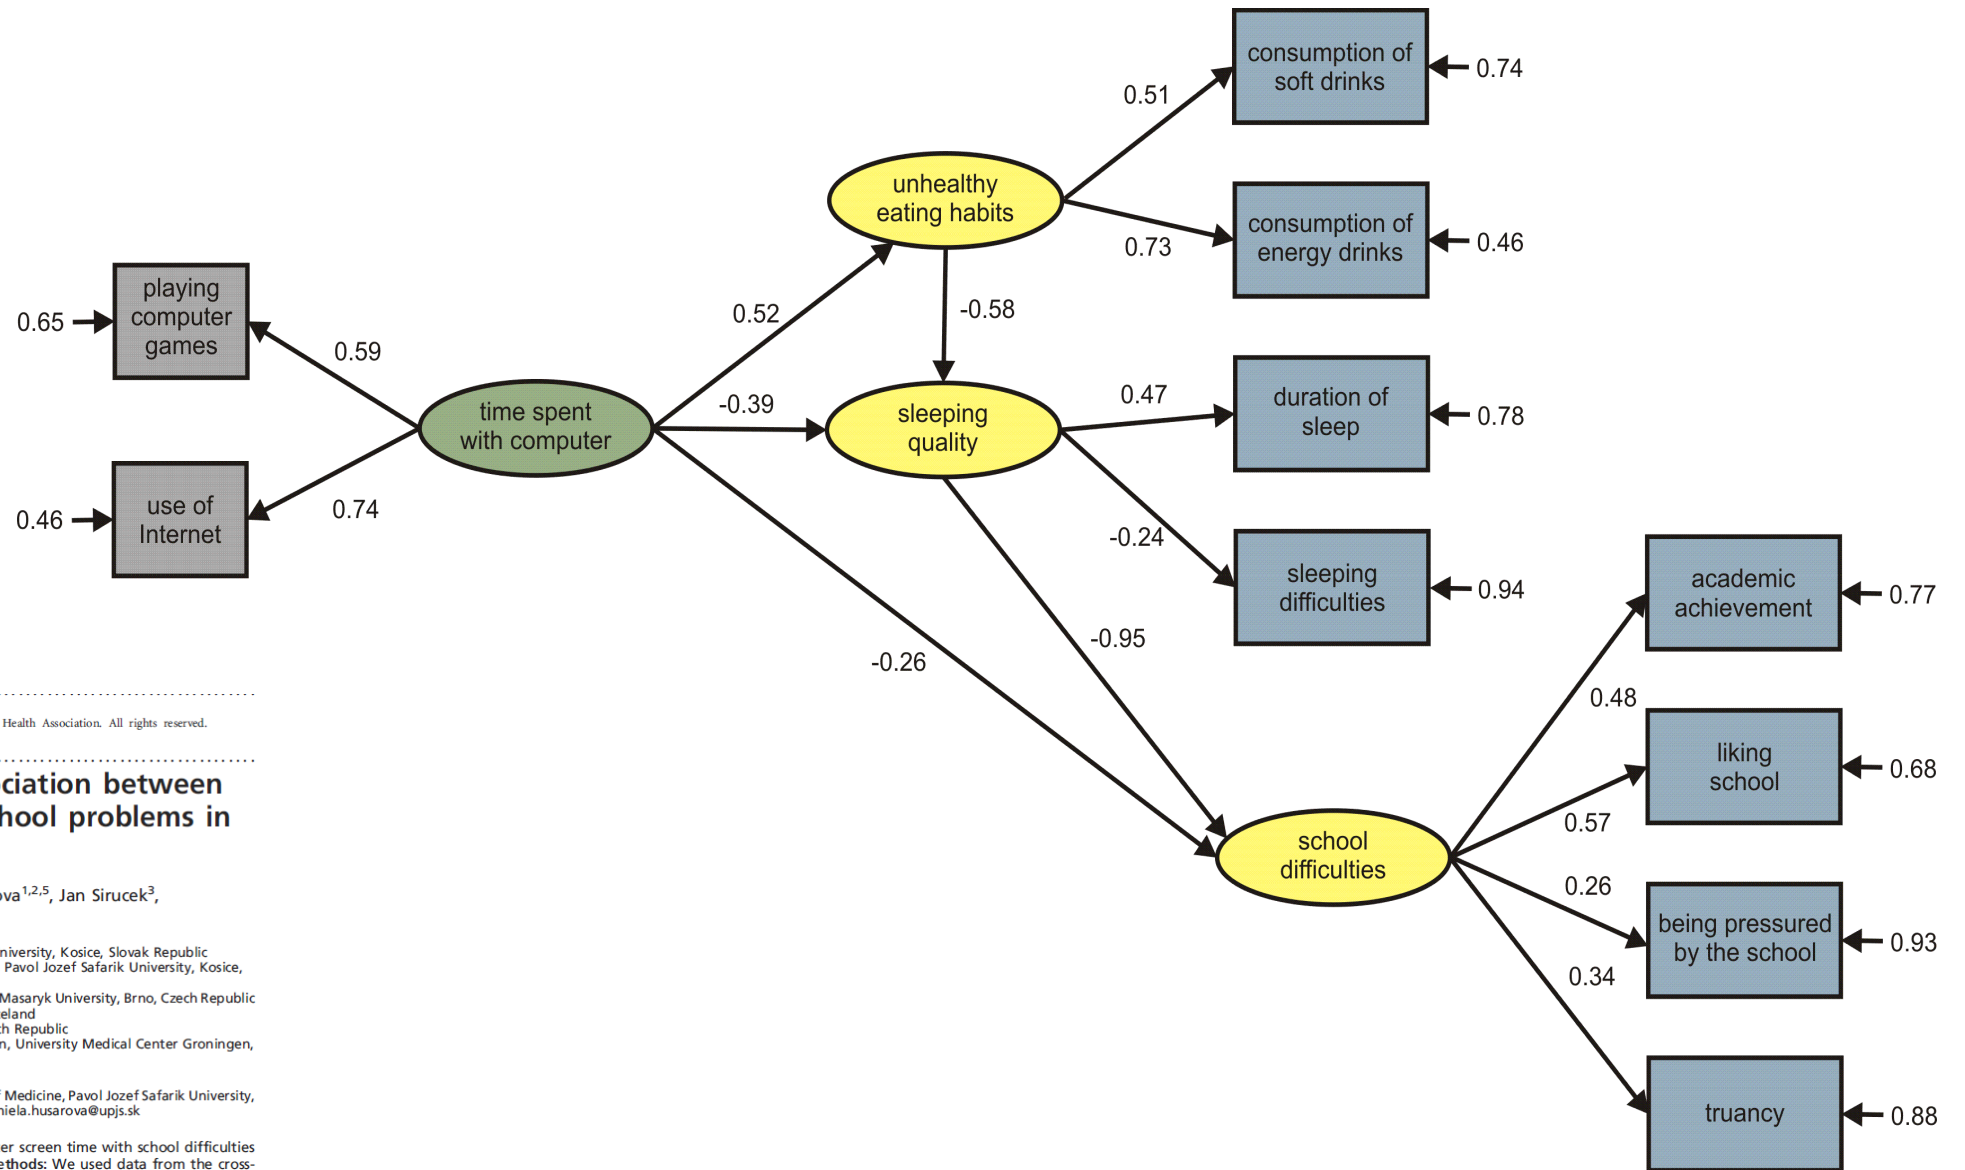 consumption of
soft drinks
0.74
0.51
unhealthy
eating habits
consumption of
energy drinks
0.46
0.73
playing
computer
games
0.65
0.59
0.52
-0.58
time spent
with computer
-0.39
sleeping
quality
0.47
duration of
sleep
0.78
use of
Internet
0.46
0.74
-0.24
sleeping
difficulties
0.94
-0.95
-0.26
academic
achievement
0.77
0.48
liking
school
0.68
0.57
school
difficulties
0.26
being pressured
by the school
0.93
0.34
truancy
0.88
Health Association. All rights reserved.
ciation between
hool problems in
ova1,2,5, Jan Sirucek3,
niversity, Kosice, Slovak Republic
Pavol Jozef Safarik University, Kosice,
Masaryk University, Brno, Czech Republic
eland
h Republic
n, University Medical Center Groningen,
f Medicine, Pavol Jozef Safarik University,
niela.husarova@upjs.sk
er screen time with school difficulties
ethods: We used data from the cross-